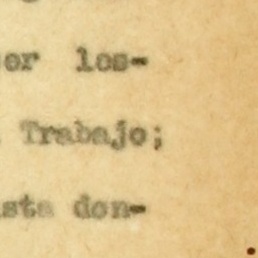 er los-
Trabajo;
sta don-